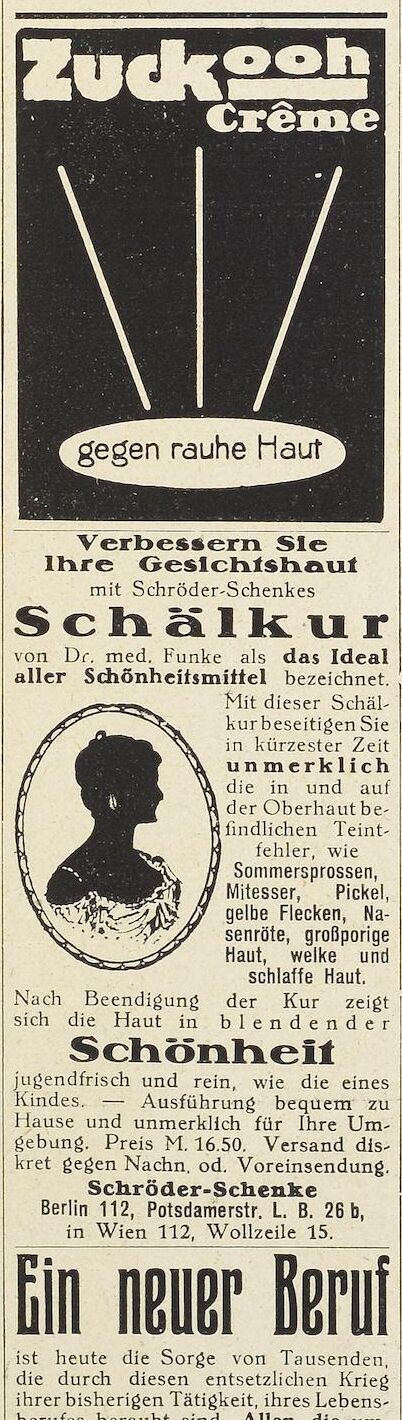 Zuckooh
Crême
gegen rauhe Haut
Verbessern Sie
Ihre Gesichtshaut
mit Schröder-Schenkes
Schälkur
von Dr. med. Funke als das Ideal
aller Schönheitsmittel bezeichnet.
Mit dieser Schäl-
kur beseitigen Sie
in kürzester Zeit
unmerklich
die in und auf
der Oberhaut be-
findlichen Teint-
fehler, wie
Sommersprossen,
Mitesser, Pickel,
gelbe Flecken, Na-
senröte, großporige
Haut, welke und
schlaffe Haut.
Nach Beendigung der Kur zeigt
sich die Haut in blendender
Schönheit
jugendfrisch und rein, wie die eines
Kindes. — Ausführung bequem zu
Hause und unmerklich für Ihre Um-
gebung. Preis M. 16.50. Versand dis-
kret gegen Nachn. od. Voreinsendung.
Schröder-Schenke
Berlin 112, Potsdamerstr. L. B. 26 b,
in Wien 112, Wollzeile 15.
Ein neuer Beruf
ist heute die Sorge von Tausenden,
die durch diesen entsetzlichen Krieg
ihrer bisherigen Tätigkeit, ihres Lebens-
berufes beraubt sind. Allen, die